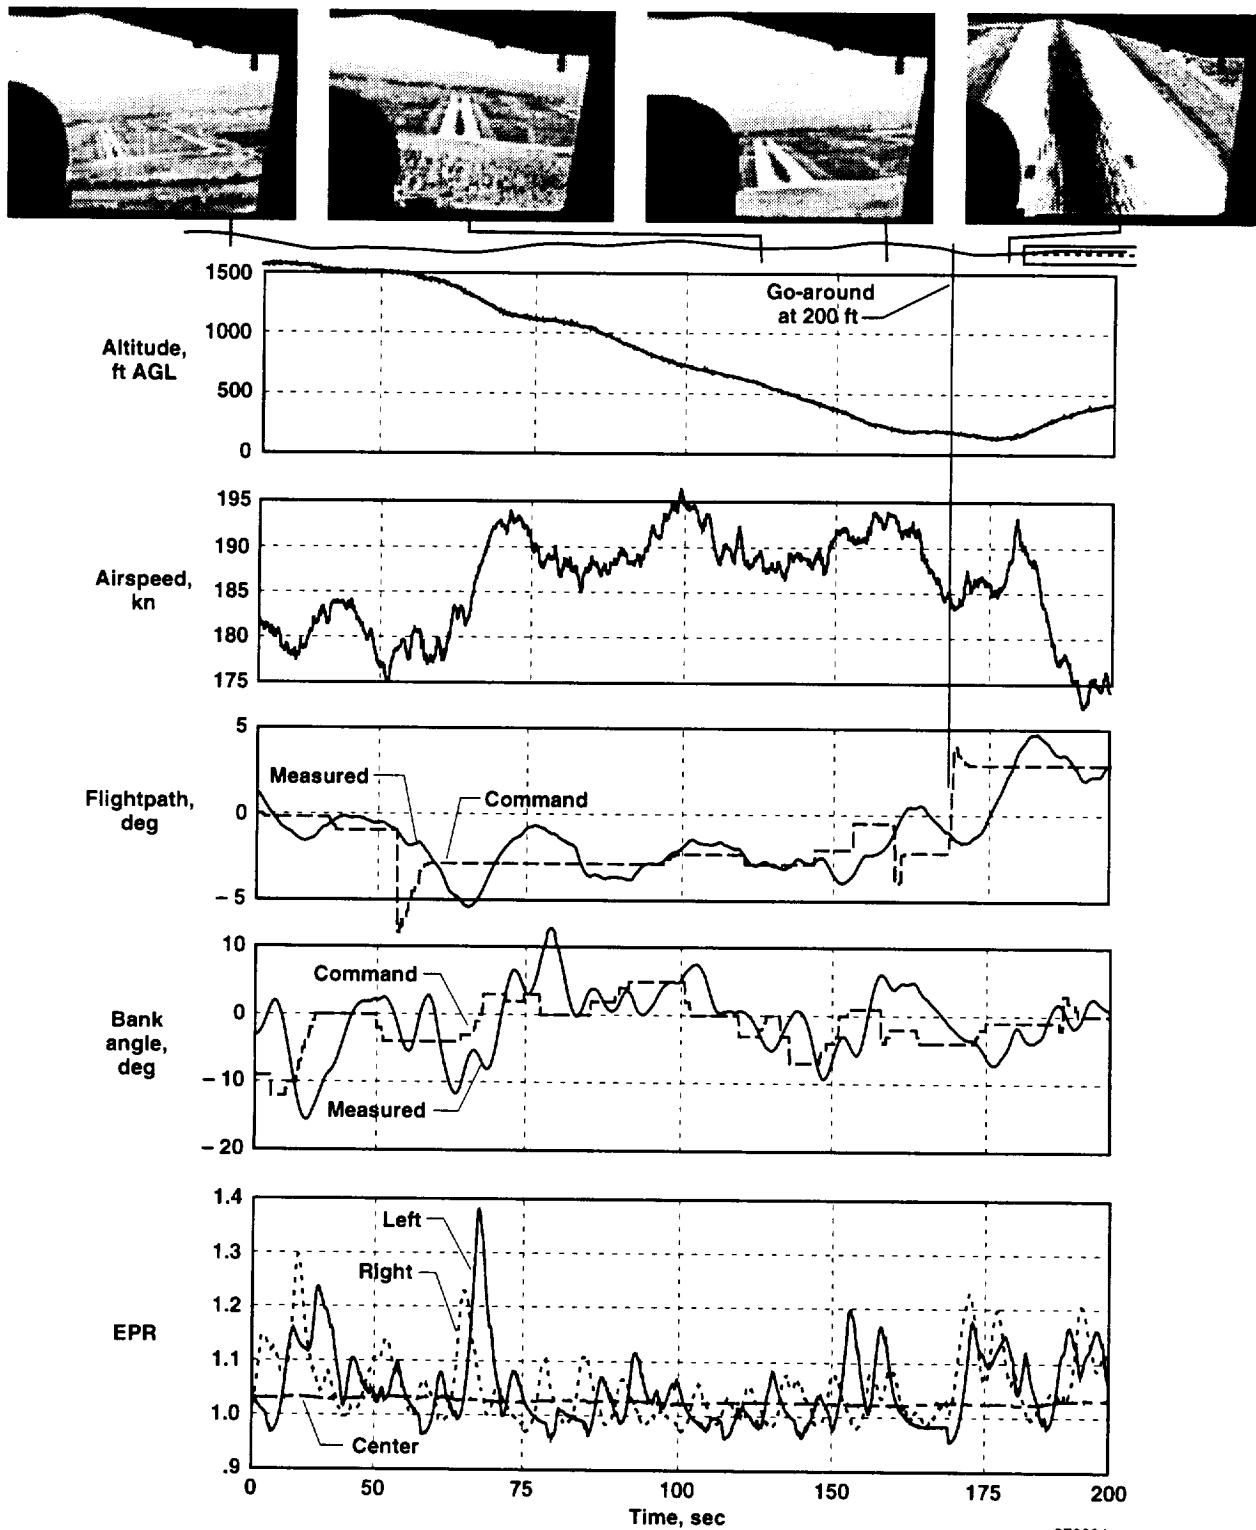 Go-around
at 200 ft
1500
1000
500
0
Altitude,
ft AGL
195
190
185
180
175
Airspeed,
kn
5
0
– 5
Flightpath,
deg
Measured
Command
10
0
– 10
– 20
Bank
angle,
deg
Command
Measured
1.4
1.3
1.2
1.1
1.0
.9
EPR
Left
Right
Center
0 50 75 100 150 175 200
Time, sec